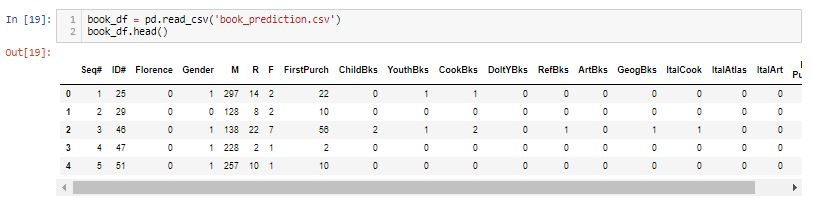 In [19]:
1 book_df = pd.read_csv('book_prediction.csv')
2 book_df.head()
Out[19]:
Seq# ID# Florence Gender M R F FirstPurch ChildBks YouthBks CookBks DoItYBks RefBks ArtBks GeogBks ItalCook ItalAtlas ItalArt
0 1 25 0 1 297 14 2 22 0 1 1 0 0 0 0 0 0 0
1 2 29 0 0 128 8 2 10 0 0 0 0 0 0 0 0 0 0
2 3 46 0 1 138 22 7 56 2 1 2 0 1 0 1 1 0 0
3 4 47 0 1 228 2 1 2 0 0 0 0 0 0 0 0 0 0
4 5 51 0 1 257 10 1 10 0 0 0 0 0 0 0 0 0 0